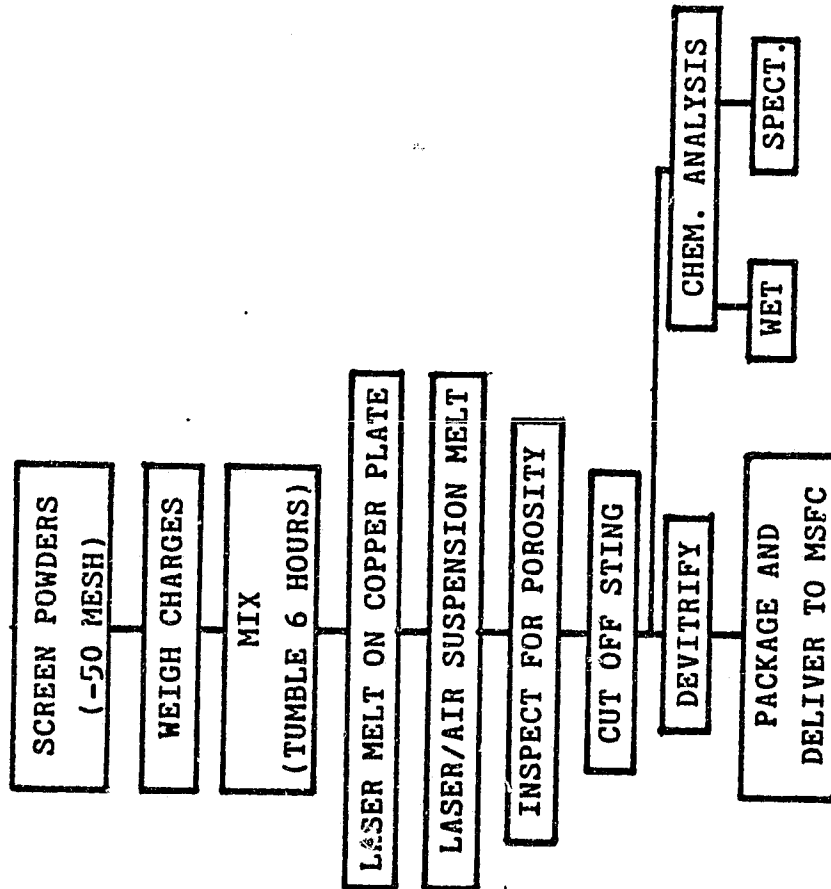 SCREEN POWDERS
(-50 MESH)
WEIGH CHARGES
MIX
(TUMBLE 6 HOURS)
LASER MELT ON COPPER PLATE
LASER/AIR SUSPENSION MELT
INSPECT FOR POROSITY
CUT OFF STING
DEVITRIFY
PACKAGE AND
DELIVER TO MSFC
CHEM. ANALYSIS
WET
SPECT.